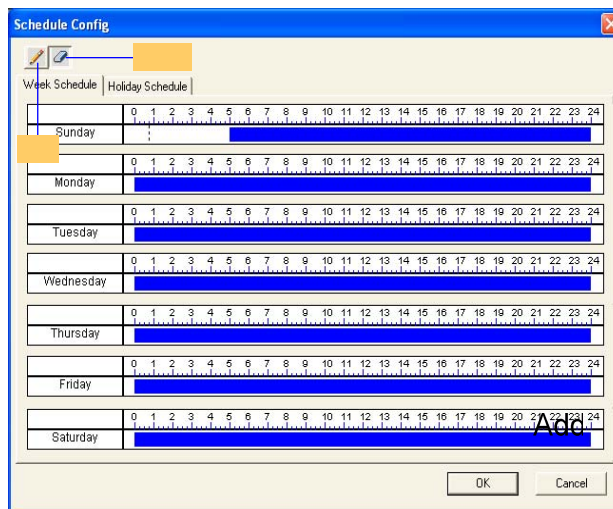 Schedule Config
Week Schedule Holiday Schedule
0 1 2 3 4 5 6 7 8 9 10 11 12 13 14 15 16 17 18 19 20 21 22 23 24
Sunday
0 1 2 3 4 5 6 7 8 9 10 11 12 13 14 15 16 17 18 19 20 21 22 23 24
Monday
0 1 2 3 4 5 6 7 8 9 10 11 12 13 14 15 16 17 18 19 20 21 22 23 24
Tuesday
0 1 2 3 4 5 6 7 8 9 10 11 12 13 14 15 16 17 18 19 20 21 22 23 24
Wednesday
0 1 2 3 4 5 6 7 8 9 10 11 12 13 14 15 16 17 18 19 20 21 22 23 24
Thursday
0 1 2 3 4 5 6 7 8 9 10 11 12 13 14 15 16 17 18 19 20 21 22 23 24
Friday
0 1 2 3 4 5 6 7 8 9 10 11 12 13 14 15 16 17 18 19 20 21 22 23 24
Add
Saturday
OK Cancel